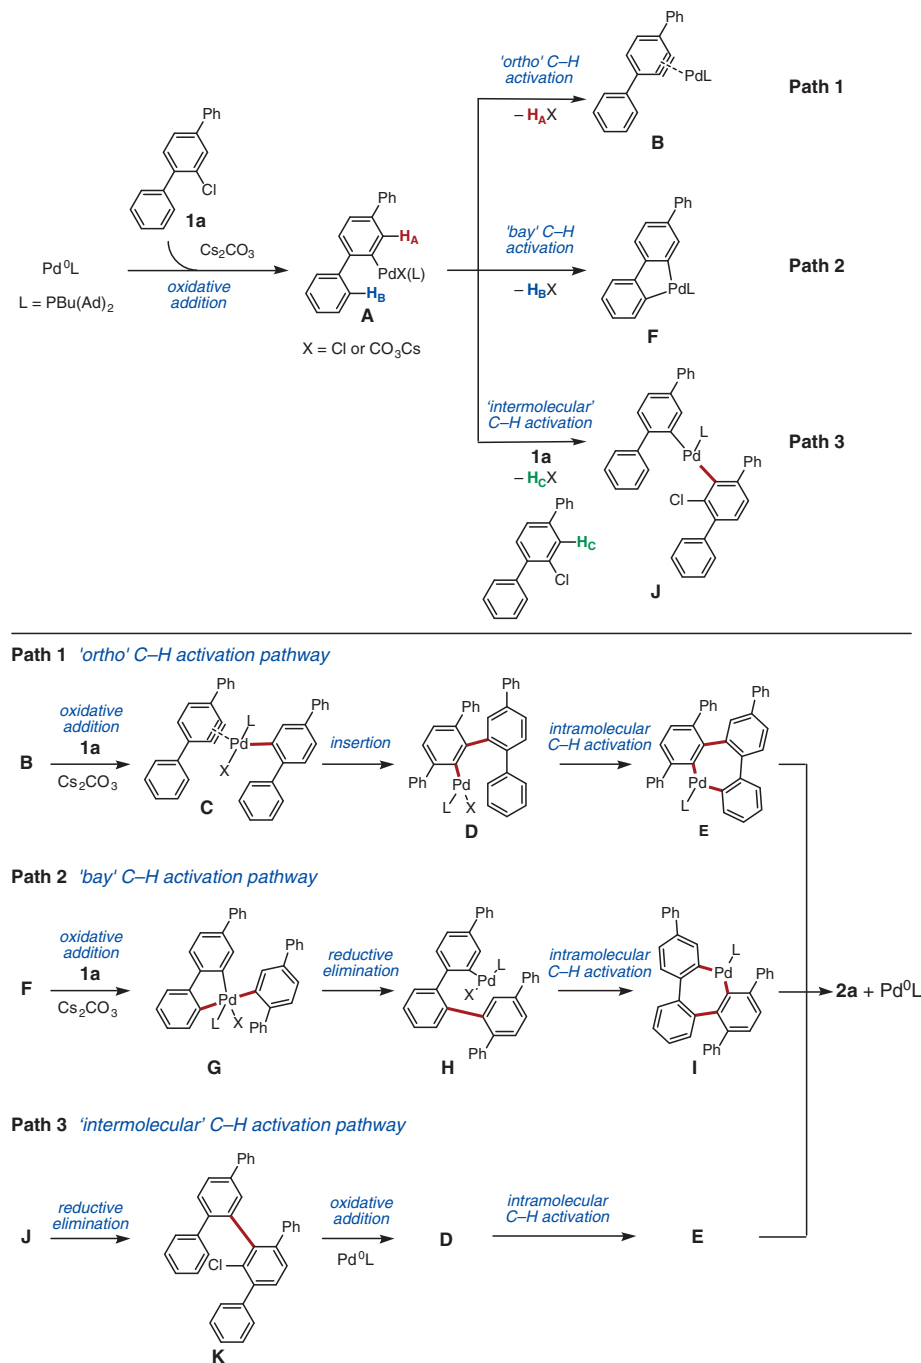 Ph
'ortho' C–H
activation
– HAX
PdL
B
Path 1
Ph
Cl
1a
Cs2CO3
Pd0L
oxidative
addition
L = PBu(Ad)2
Ph
HA
PdX(L)
HB
A
X = Cl or CO3Cs
Ph
'bay' C–H
activation
– HBX
PdL
F
Path 2
Ph
'intermolecular'
C–H activation
1a
– HCX
L
Pd
Ph
Cl
J
Path 3
Ph
HC
Cl
Path 1 'ortho' C–H activation pathway
B
oxidative
addition
1a
Cs2CO3
Ph
L
Pd
X
Ph
C
insertion
Ph
Ph
Ph
Pd
L
X
D
intramolecular
C–H activation
Ph
Ph
Ph
Pd
L
E
Path 2 'bay' C–H activation pathway
F
oxidative
addition
1a
Cs2CO3
Ph
Ph
Pd
L
X
Ph
G
reductive
elimination
Ph
L
Pd
X
Ph
Ph
H
intramolecular
C–H activation
Ph
L
Pd
Ph
Ph
I
2a + Pd0L
Path 3 'intermolecular' C–H activation pathway
J
reductive
elimination
Ph
Ph
Cl
K
oxidative
addition
Pd0L
D
intramolecular
C–H activation
E